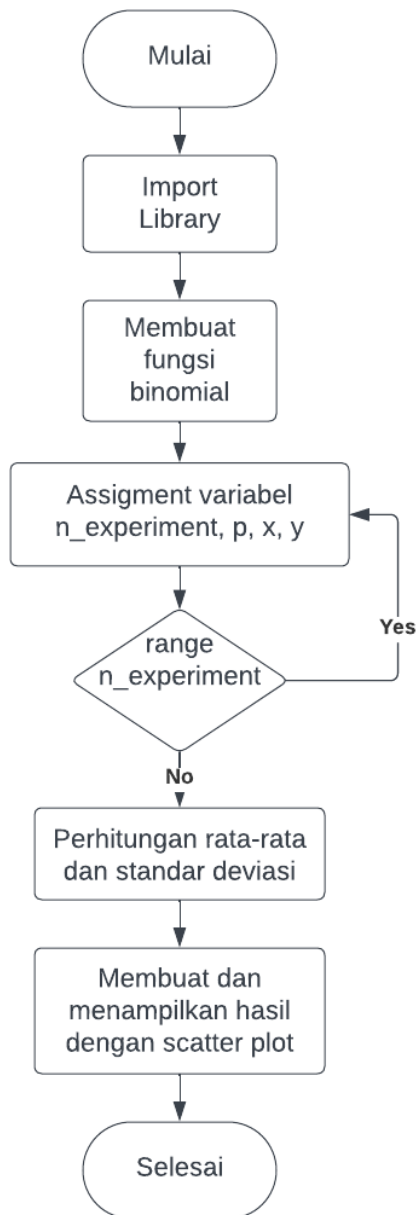 Mulai
Import
Library
Membuat
fungsi
binomial
Assigment variabel
n_experiment, p, x, y
Yes
range
n_experiment
No
Perhitungan rata-rata
dan standar deviasi
Membuat dan
menampilkan hasil
dengan scatter plot
Selesai